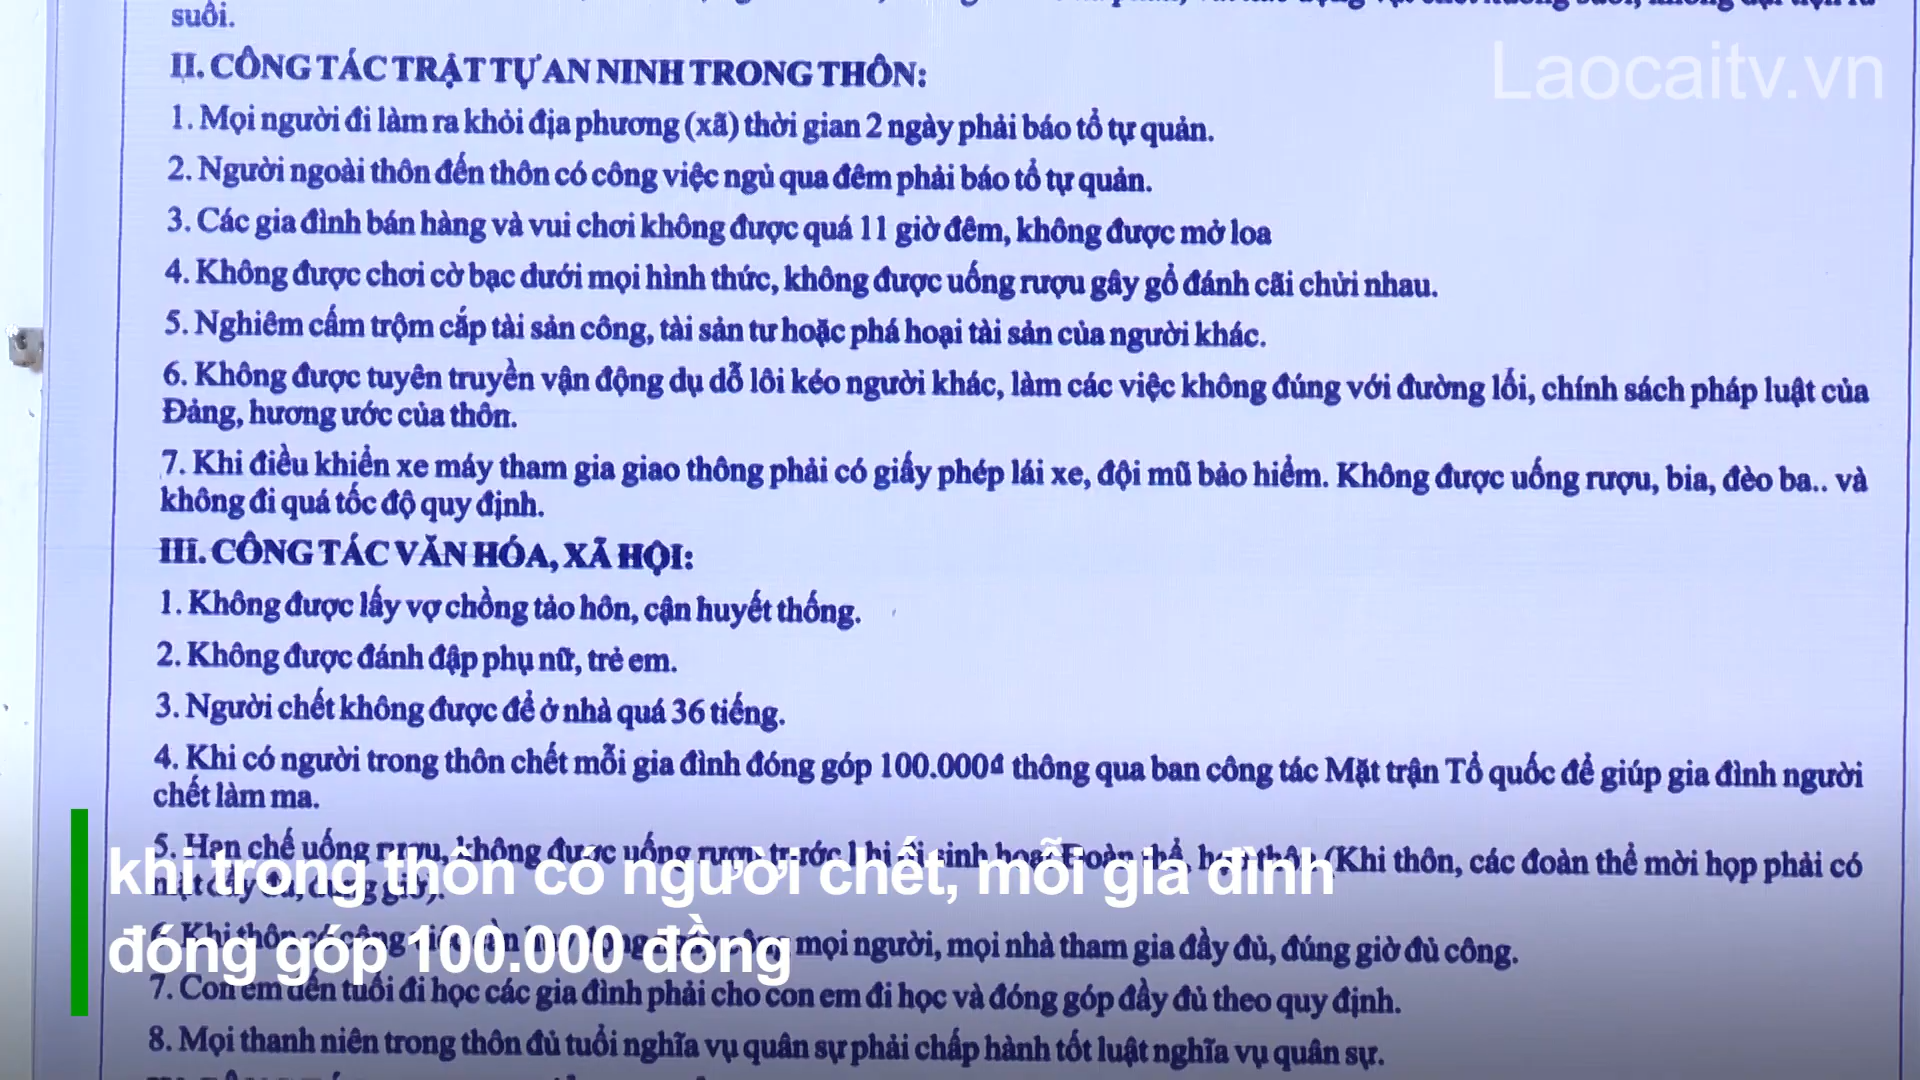 suối.
Laocaitv.vn
II. CÔNG TÁC TRẬT TỰ AN NINH TRONG THÔN:
1. Mọi người đi làm ra khỏi địa phương (xã) thời gian 2 ngày phải báo tổ tự quản.
2. Người ngoài thôn đến thôn có công việc ngủ qua đêm phải báo tổ tự quản.
3. Các gia đình bán hàng và vui chơi không được quá 11 giờ đêm, không được mở loa
4. Không được chơi cờ bạc dưới mọi hình thức, không được uống rượu gây gổ đánh cãi chửi nhau.
5. Nghiêm cấm trộm cắp tài sản công, tài sản tư hoặc phá hoại tài sản của người khác.
6. Không được tuyên truyền vận động dụ dỗ lôi kéo người khác, làm các việc không đúng với đường lối, chính sách pháp luật của
Đảng, hương ước của thôn.
7. Khi điều khiển xe máy tham gia giao thông phải có giấy phép lái xe, đội mũ bảo hiểm. Không được uống rượu, bia, đèo ba.. và
không đi quá tốc độ quy định.
III. CÔNG TÁC VĂN HÓA, XÃ HỘI:
1. Không được lấy vợ chồng tảo hôn, cận huyết thống.
2. Không được đánh đập phụ nữ, trẻ em.
3. Người chết không được để ở nhà quá 36 tiếng.
4. Khi có người trong thôn chết mỗi gia đình đóng góp 100.000đ thông qua ban công tác Mặt trận Tổ quốc để giúp gia đình người
chết làm ma.
5. Hạn chế uống rượu, không được uống rượu trước (Khi thôn, các đoàn thể mời họp phải có
khi trong thôn có người chết, mỗi gia đình
đóng góp 100.000 đồng
6. Khi thôn có công mọi người, mọi nhà tham gia đầy đủ, đúng giờ đủ công.
7. Con em đến tuổi đi học các gia đình phải cho con em đi học và đóng góp đầy đủ theo quy định.
8. Mọi thanh niên trong thôn đủ tuổi nghĩa vụ quân sự phải chấp hành tốt luật nghĩa vụ quân sự.